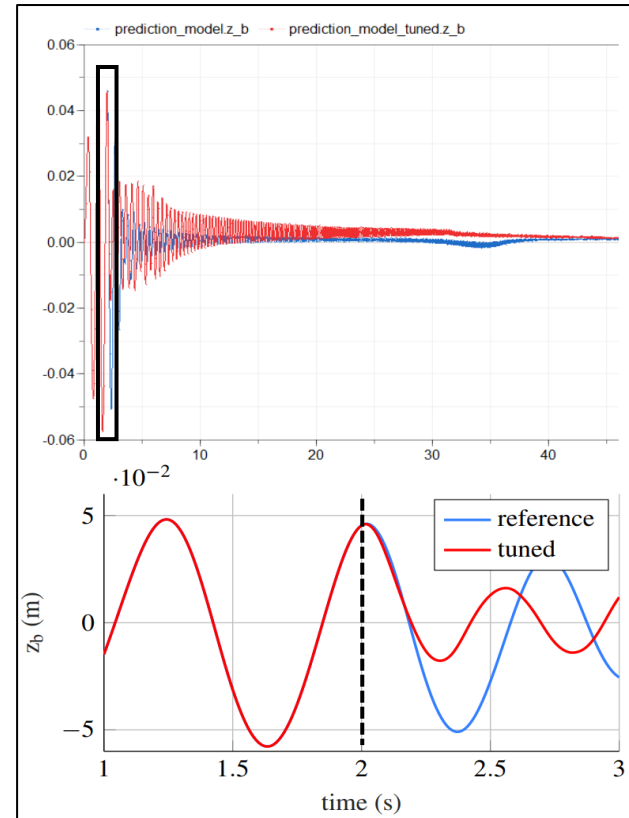 prediction_model.z_b prediction_model_tuned.z_b
0.06
0.04
0.02
0.00
-0.02
-0.04
-0.06
0 10 20 30 40
·10⁻²
5
0
−5
z_b (m)
reference
tuned
1 1.5 2 2.5 3
time (s)